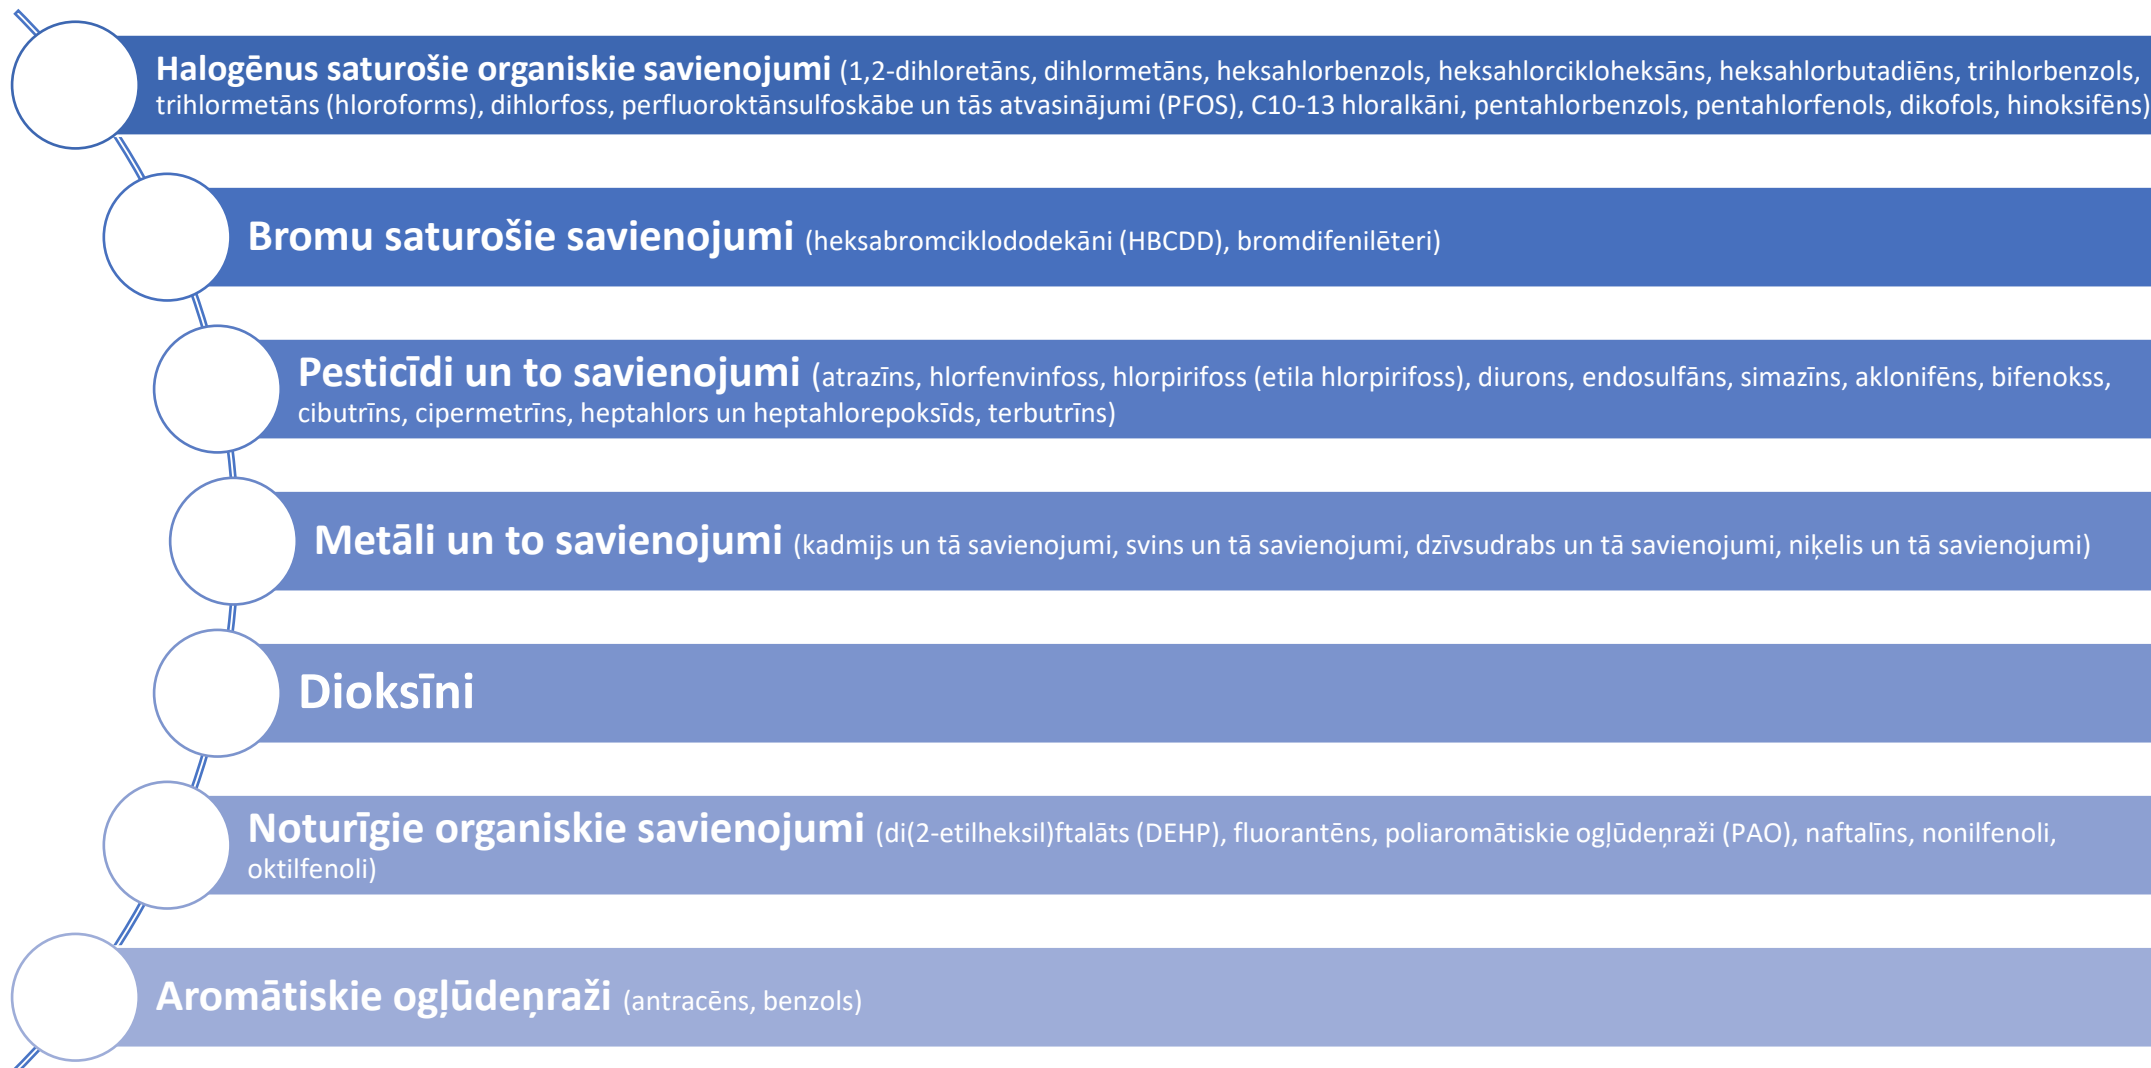 Halogēnus saturošie organiskie savienojumi (1,2-dihloretāns, dihlormetāns, heksahlorbenzols, heksahlorcikloheksāns, heksahlorbutadiēns, trihlorbenzols,
trihlormetāns (hloroforms), dihlorfoss, perfluoroktānsulfoskābe un tās atvasinājumi (PFOS), C10-13 hloralkāni, pentahlorbenzols, pentahlorfenols, dikofols, hinoksifēns)
Bromu saturošie savienojumi (heksabromciklododekāni (HBCDD), bromdifenilēteri)
Pesticīdi un to savienojumi (atrazīns, hlorfenvinfoss, hlorpirifoss (etila hlorpirifoss), diurons, endosulfāns, simazīns, aklonifēns, bifenokss,
cibutrīns, cipermetrīns, heptahlors un heptahlorepoksīds, terbutrīns)
Metāli un to savienojumi (kadmijs un tā savienojumi, svins un tā savienojumi, dzīvsudrabs un tā savienojumi, niķelis un tā savienojumi)
Dioksīni
Noturīgie organiskie savienojumi (di(2-etilheksil)ftalāts (DEHP), fluorantēns, poliaromātiskie ogļūdeņraži (PAO), naftalīns, nonilfenoli,
oktilfenoli)
Aromātiskie ogļūdeņraži (antracēns, benzols)